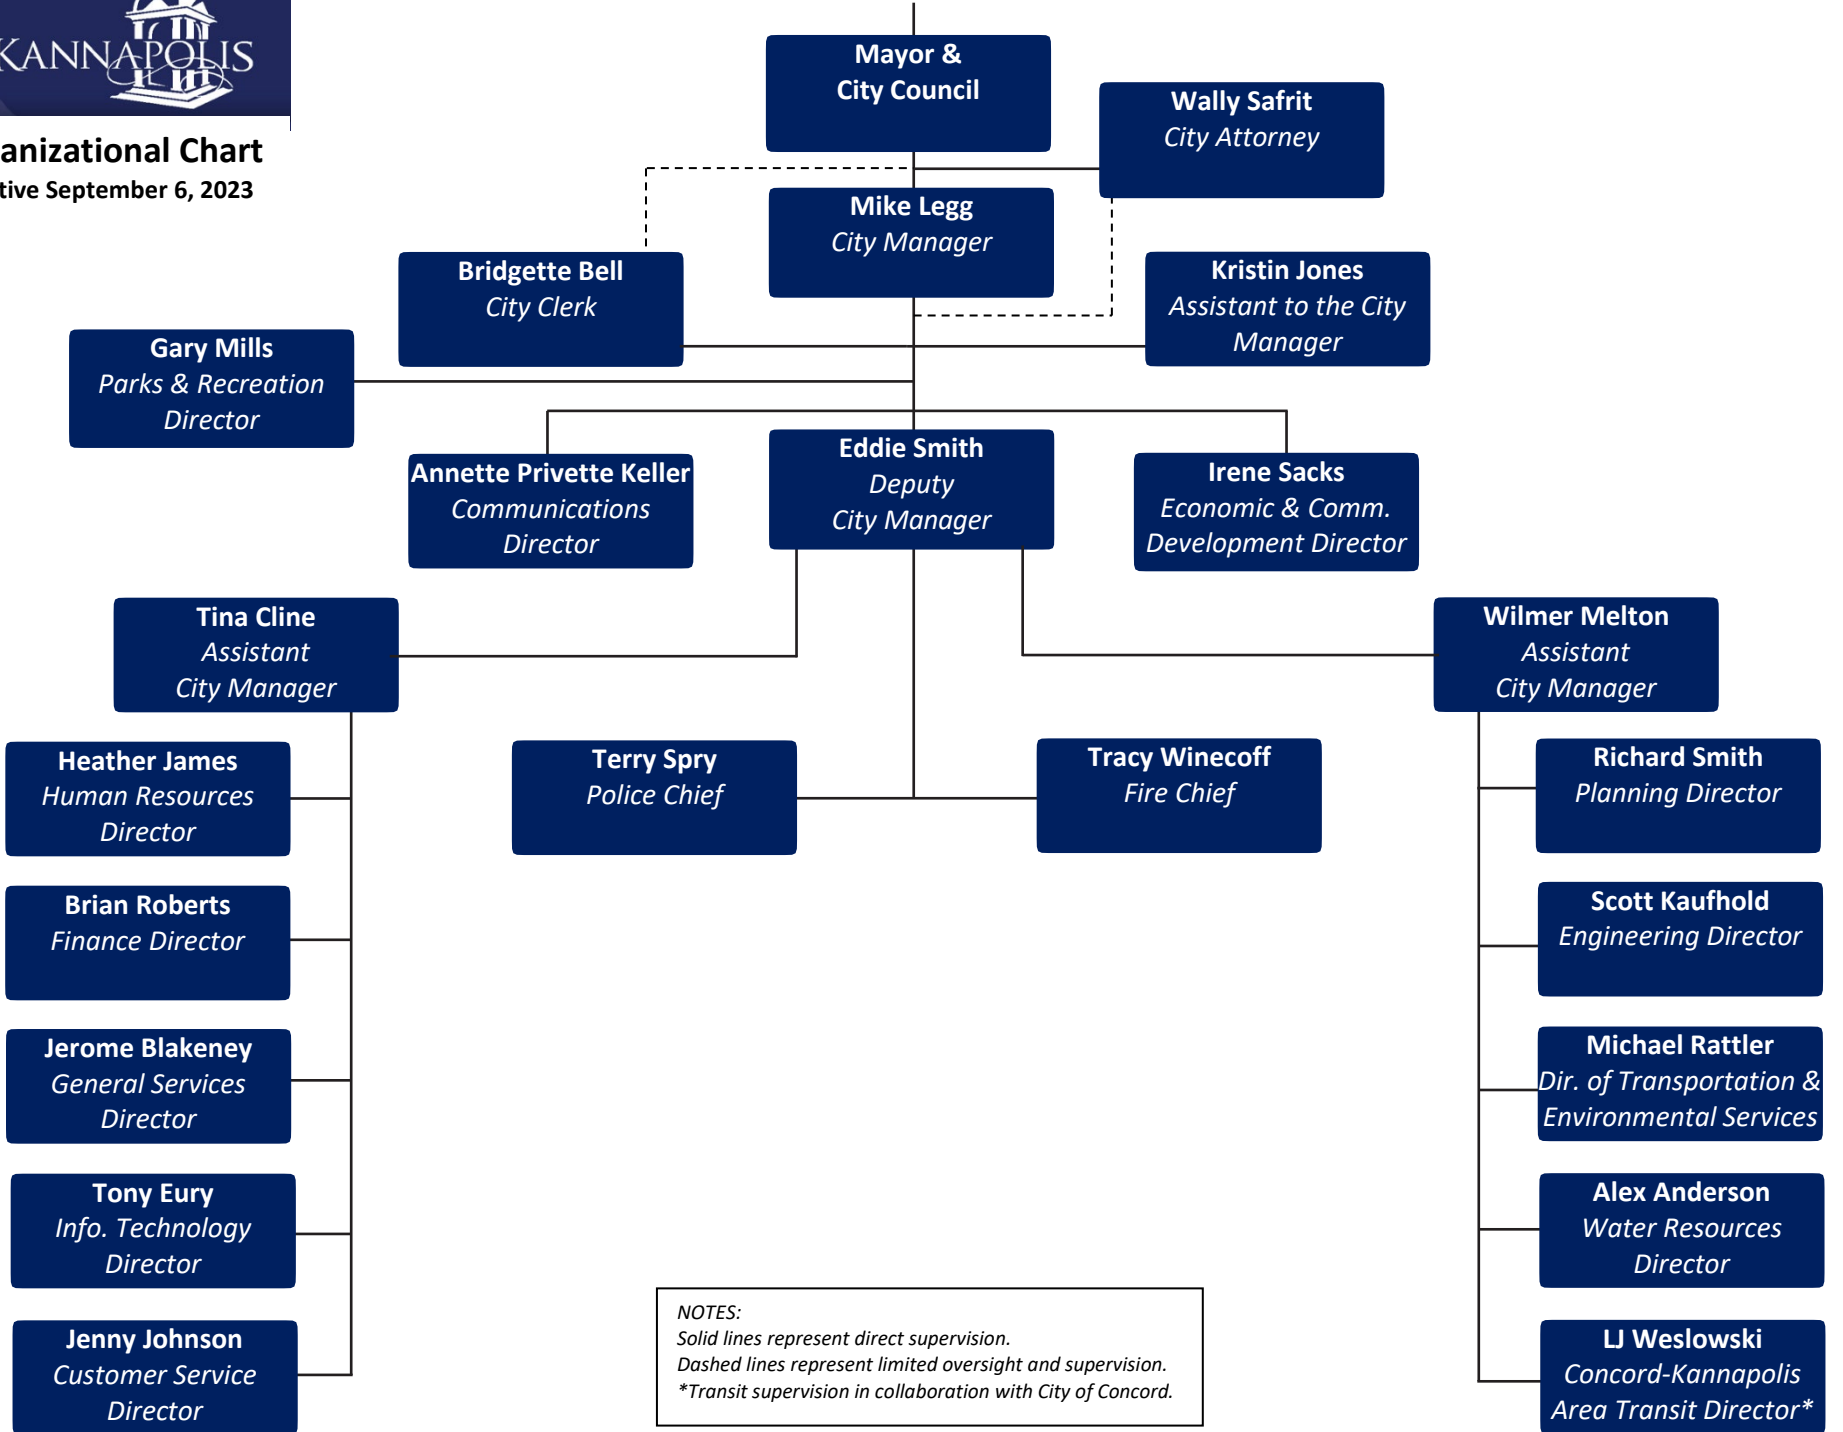 KANNAPOLIS
anizational Chart
tive September 6, 2023
Mayor &
City Council
Wally Safrit
City Attorney
Mike Legg
City Manager
Bridgette Bell
City Clerk
Kristin Jones
Assistant to the City
Manager
Gary Mills
Parks & Recreation
Director
Annette Privette Keller
Communications
Director
Eddie Smith
Deputy
City Manager
Irene Sacks
Economic & Comm.
Development Director
Tina Cline
Assistant
City Manager
Wilmer Melton
Assistant
City Manager
Heather James
Human Resources
Director
Terry Spry
Police Chief
Tracy Winecoff
Fire Chief
Richard Smith
Planning Director
Brian Roberts
Finance Director
Scott Kaufhold
Engineering Director
Jerome Blakeney
General Services
Director
Michael Rattler
Dir. of Transportation &
Environmental Services
Tony Eury
Info. Technology
Director
Alex Anderson
Water Resources
Director
Jenny Johnson
Customer Service
Director
NOTES:
Solid lines represent direct supervision.
Dashed lines represent limited oversight and supervision.
*Transit supervision in collaboration with City of Concord.
LJ Weslowski
Concord-Kannapolis
Area Transit Director*